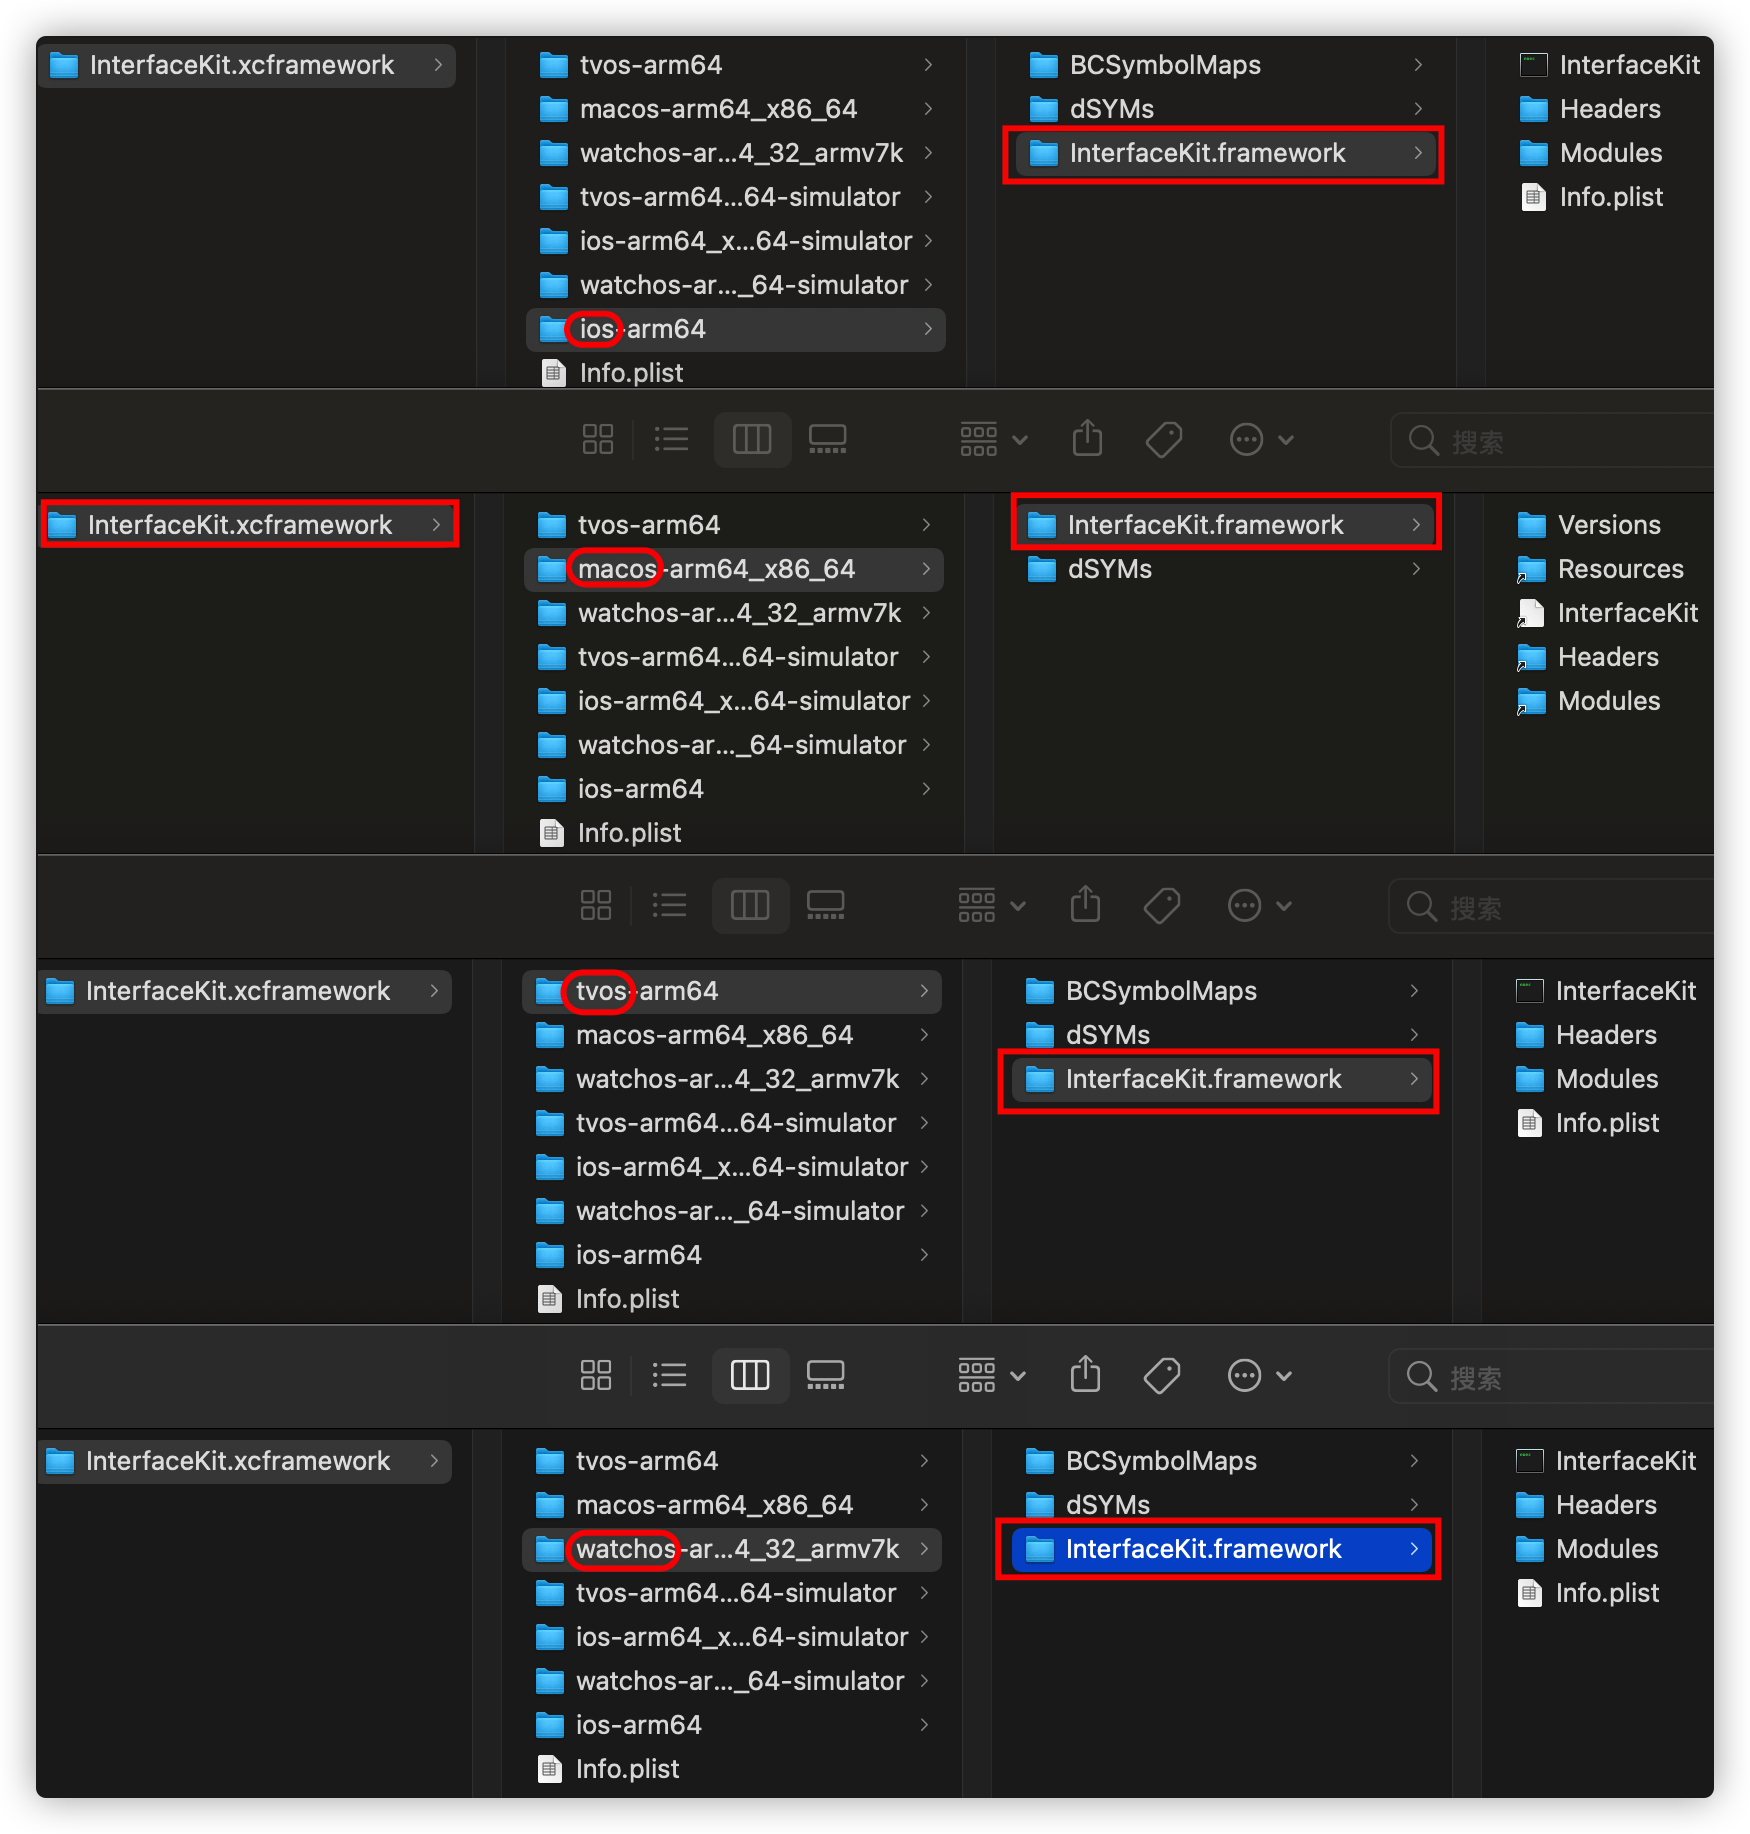 InterfaceKit.xcframework
tvos-arm64
macos-arm64_x86_64
watchos-ar...4_32_armv7k
tvos-arm64...64-simulator
ios-arm64_x...64-simulator
watchos-ar..._64-simulator
ios-arm64
Info.plist
BCSymbolMaps
dSYMs
InterfaceKit.framework
InterfaceKit
Headers
Modules
Info.plist
搜索
InterfaceKit.xcframework
tvos-arm64
macos-arm64_x86_64
watchos-ar...4_32_armv7k
tvos-arm64...64-simulator
ios-arm64_x...64-simulator
watchos-ar..._64-simulator
ios-arm64
Info.plist
InterfaceKit.framework
dSYMs
Versions
Resources
InterfaceKit
Headers
Modules
搜索
InterfaceKit.xcframework
tvos-arm64
macos-arm64_x86_64
watchos-ar...4_32_armv7k
tvos-arm64...64-simulator
ios-arm64_x...64-simulator
watchos-ar..._64-simulator
ios-arm64
Info.plist
BCSymbolMaps
dSYMs
InterfaceKit.framework
InterfaceKit
Headers
Modules
Info.plist
搜索
InterfaceKit.xcframework
tvos-arm64
macos-arm64_x86_64
watchos-ar...4_32_armv7k
tvos-arm64...64-simulator
ios-arm64_x...64-simulator
watchos-ar..._64-simulator
ios-arm64
Info.plist
BCSymbolMaps
dSYMs
InterfaceKit.framework
InterfaceKit
Headers
Modules
Info.plist